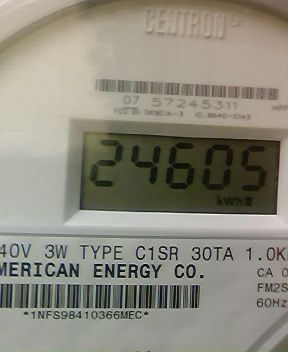 CENTRON
07 57245311
24605
kWh
40V 3W TYPE C1SR 30TA 1.0K
MERICAN ENERGY CO.
CA 0
FM2S
60Hz
*1NFS98410366MEC*